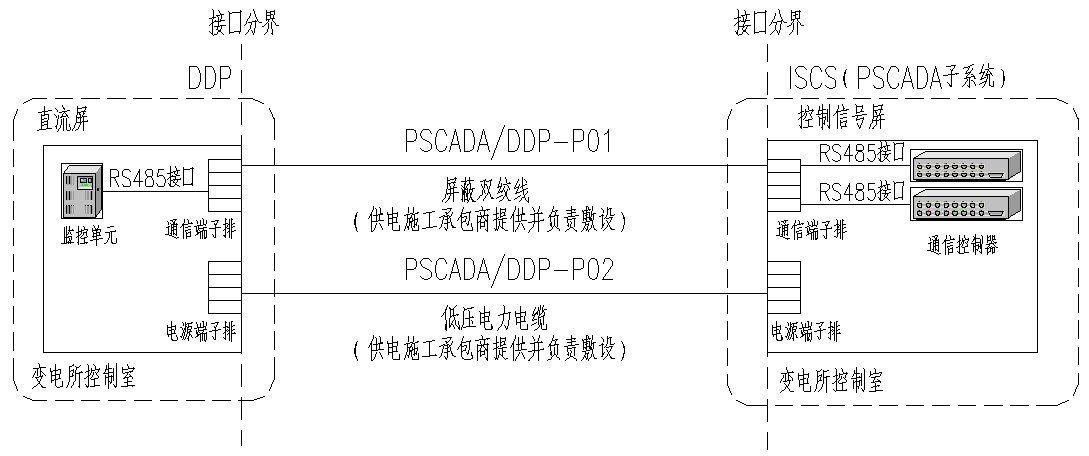 接口分界
接口分界
DDP
ISCS(PSCADA子系统)
直流屏
控制信号屏
PSCADA/DDP-P01
RS485接口
RS485接口
RS485接口
屏蔽双绞线
(供电施工承包商提供并负责敷设)
监控单元
通信端子排
通信端子排
通信控制器
PSCADA/DDP-P02
低压电力电缆
(供电施工承包商提供并负责敷设)
电源端子排
电源端子排
变电所控制室
变电所控制室